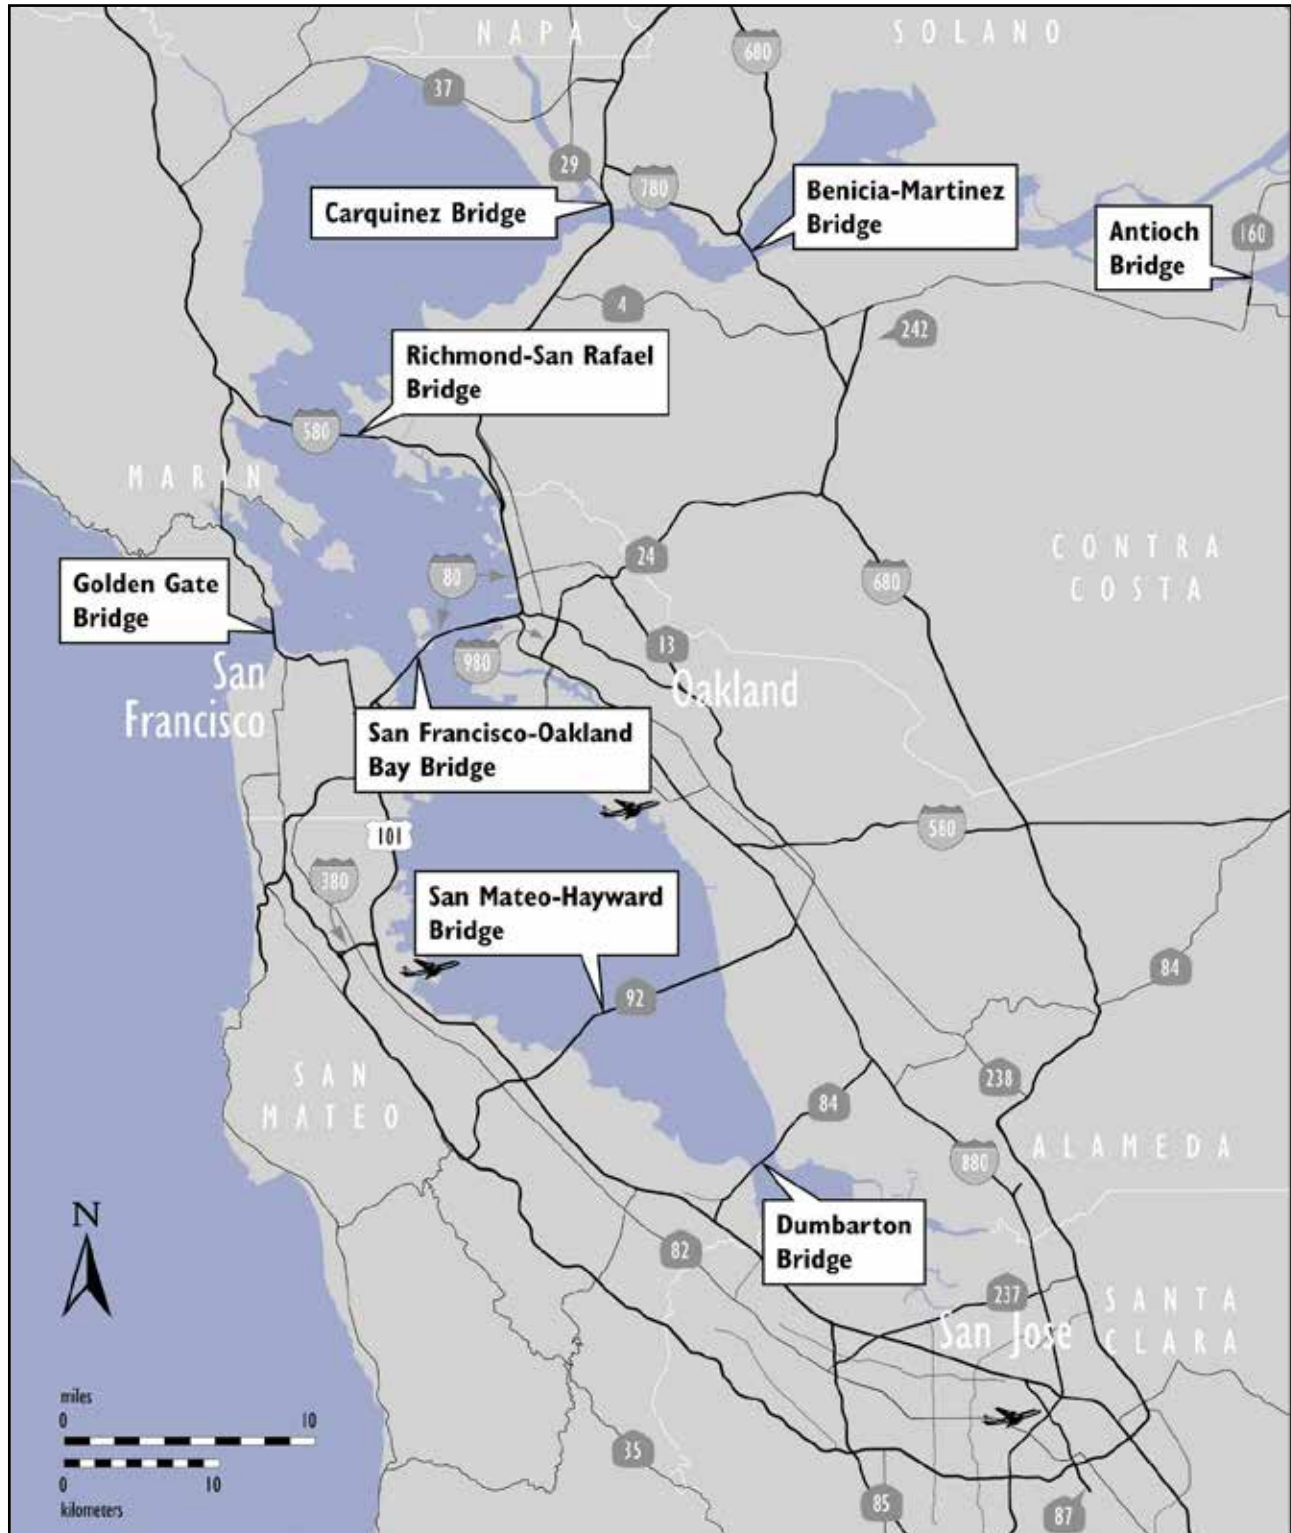 NAPA
SOLANO
680
37
29
780
Carquinez Bridge
Benicia-Martinez
Bridge
Antioch
Bridge
160
4
242
Richmond-San Rafael
Bridge
580
MARIN
CONTRA
COSTA
24
80
680
Golden Gate
Bridge
13
980
San
Francisco
Oakland
San Francisco-Oakland
Bay Bridge
580
101
380
San Mateo-Hayward
Bridge
84
92
SAN
MATEO
238
84
ALAMEDA
880
N
Dumbarton
Bridge
82
237
SANTA
CLARA
San Jose
miles
0 10
0 10
kilometers
35
85
87